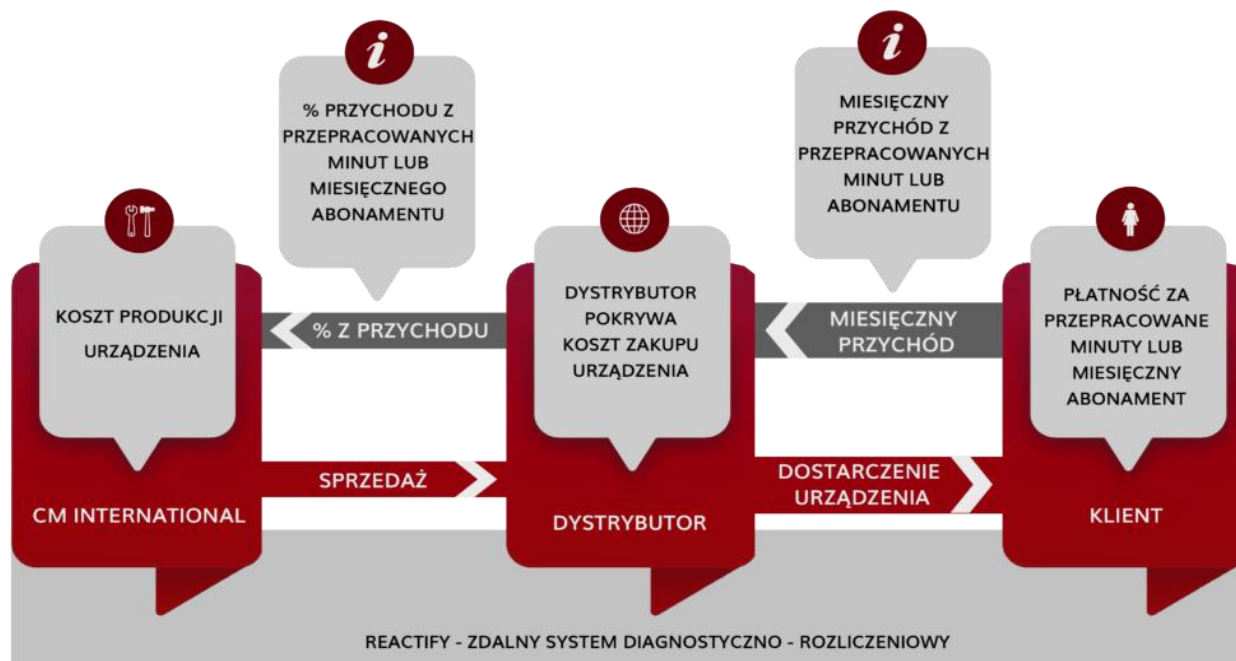 % PRZYCHODU Z
PRZEPRACOWANYCH
MINUT LUB
MIESIĘCZNEGO
ABONAMENTU
MIESIĘCZNY
PRZYCHÓD Z
PRZEPRACOWANYCH
MINUT LUB
ABONAMENTU
KOSZT PRODUKCJI
URZĄDZENIA
% Z PRZYCHODU
DYSTRYBUTOR
POKRYWA
KOSZT ZAKUPU
URZĄDZENIA
MIESIĘCZNY
PRZYCHÓD
PŁATNOŚĆ ZA
PRZEPRACOWANE
MINUTY LUB
MIESIĘCZNY
ABONAMENT
CM INTERNATIONAL
SPRZEDAŻ
DYSTRYBUTOR
DOSTARCZENIE
URZĄDZENIA
KLIENT
REACTIFY - ZDALNY SYSTEM DIAGNOSTYCZNO - ROZLICZENIOWY